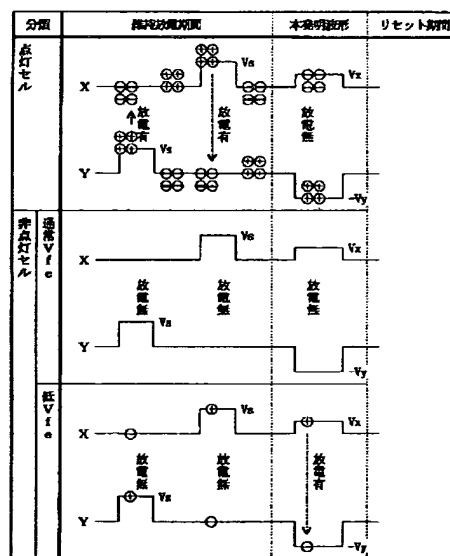 分類 維持放電期間 本発明波形 リセット期間
点灯セル
X Vs Vx
放電有 放電有 放電無
Y Vs -Vy
非点灯セル
通常Vfc
X Vs Vx
放電無 放電無 放電無
Y Vs -Vy
低Vfc
X Vs Vx
放電無 放電無 放電有
Y Vs -Vy